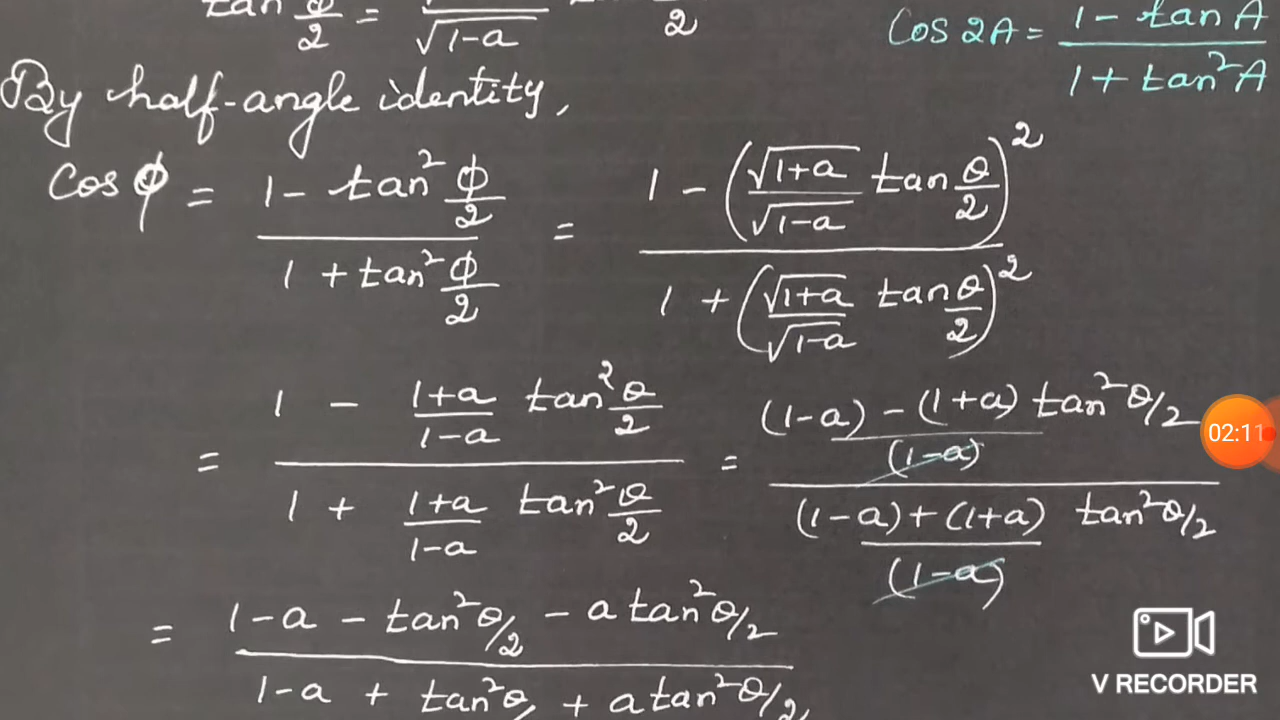 tan φ/2 = /√1-a 2
Cos 2A = 1 - tan A / 1 + tan² A
By half-angle identity,
Cos φ = 1 - tan² φ/2 / 1 + tan² φ/2 = 1 - (√1+a/√1-a tan θ/2)² / 1 + (√1+a/√1-a tan θ/2)²
= 1 - 1+a/1-a tan² θ/2 / 1 + 1+a/1-a tan² θ/2 = (1-a) - (1+a) tan² θ/2 / (1-a) / (1-a) + (1+a) tan² θ/2 / (1-a)
02:11
= 1-a - tan² θ/2 - a tan² θ/2 / 1-a + tan² θ/ + a tan² θ/2
V RECORDER